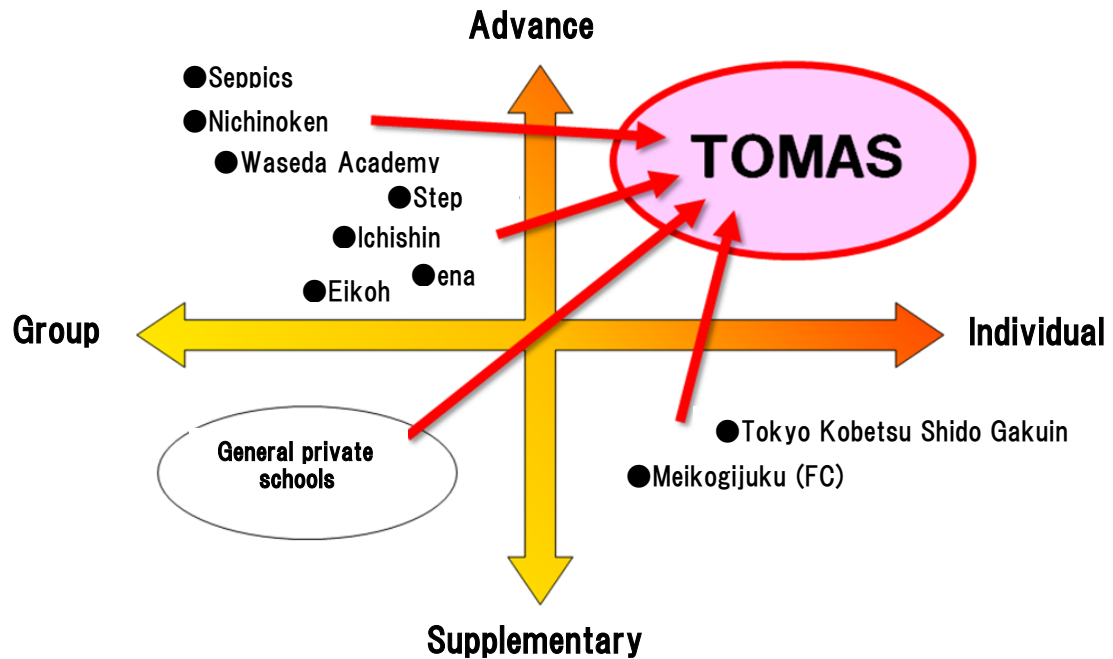 Advance
●Seppics
●Nichinoken
●Waseda Academy
TOMAS
●Step
●Ichishin
●ena
●Eikoh
Group
Individual
●Tokyo Kobetsu Shido Gakuin
General private
schools
●Meikogijuku (FC)
Supplementary